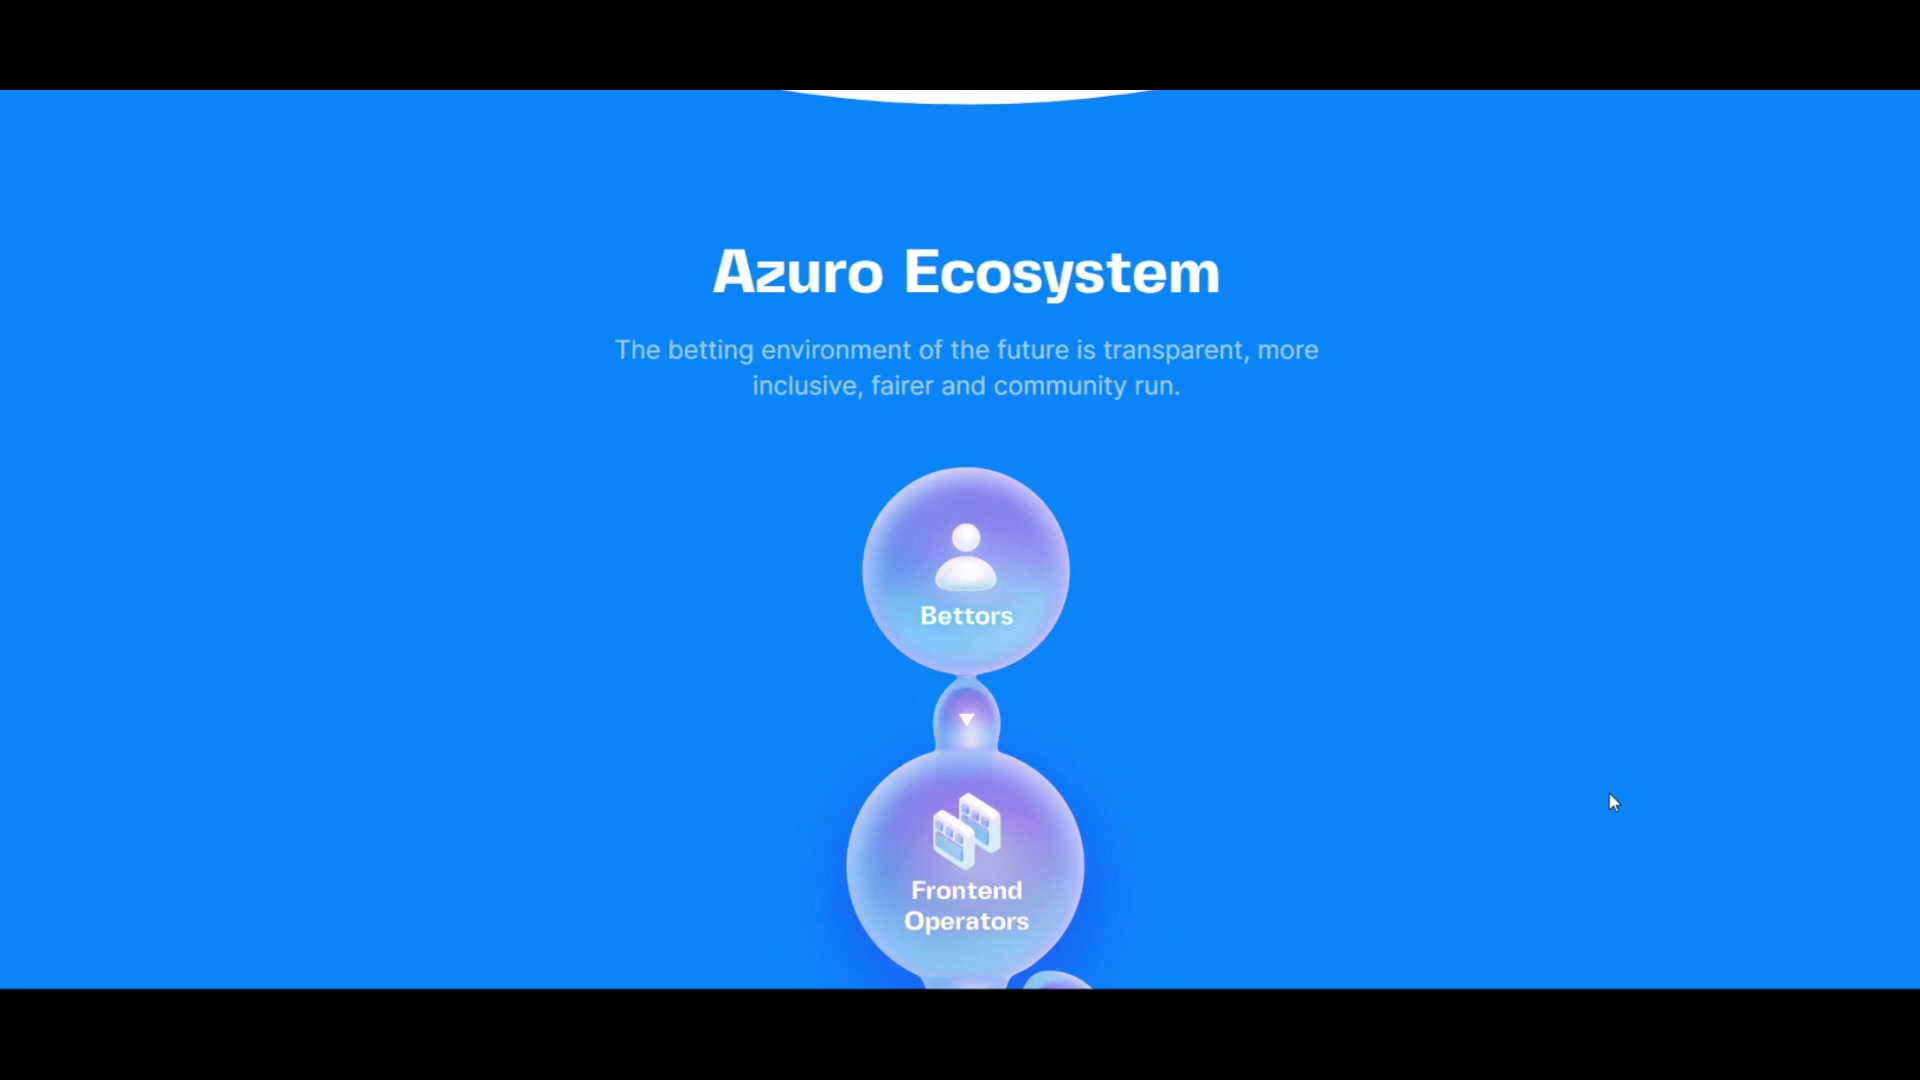 Azuro Ecosystem
The betting environment of the future is transparent, more
inclusive, fairer and community run.
Bettors
Frontend
Operators